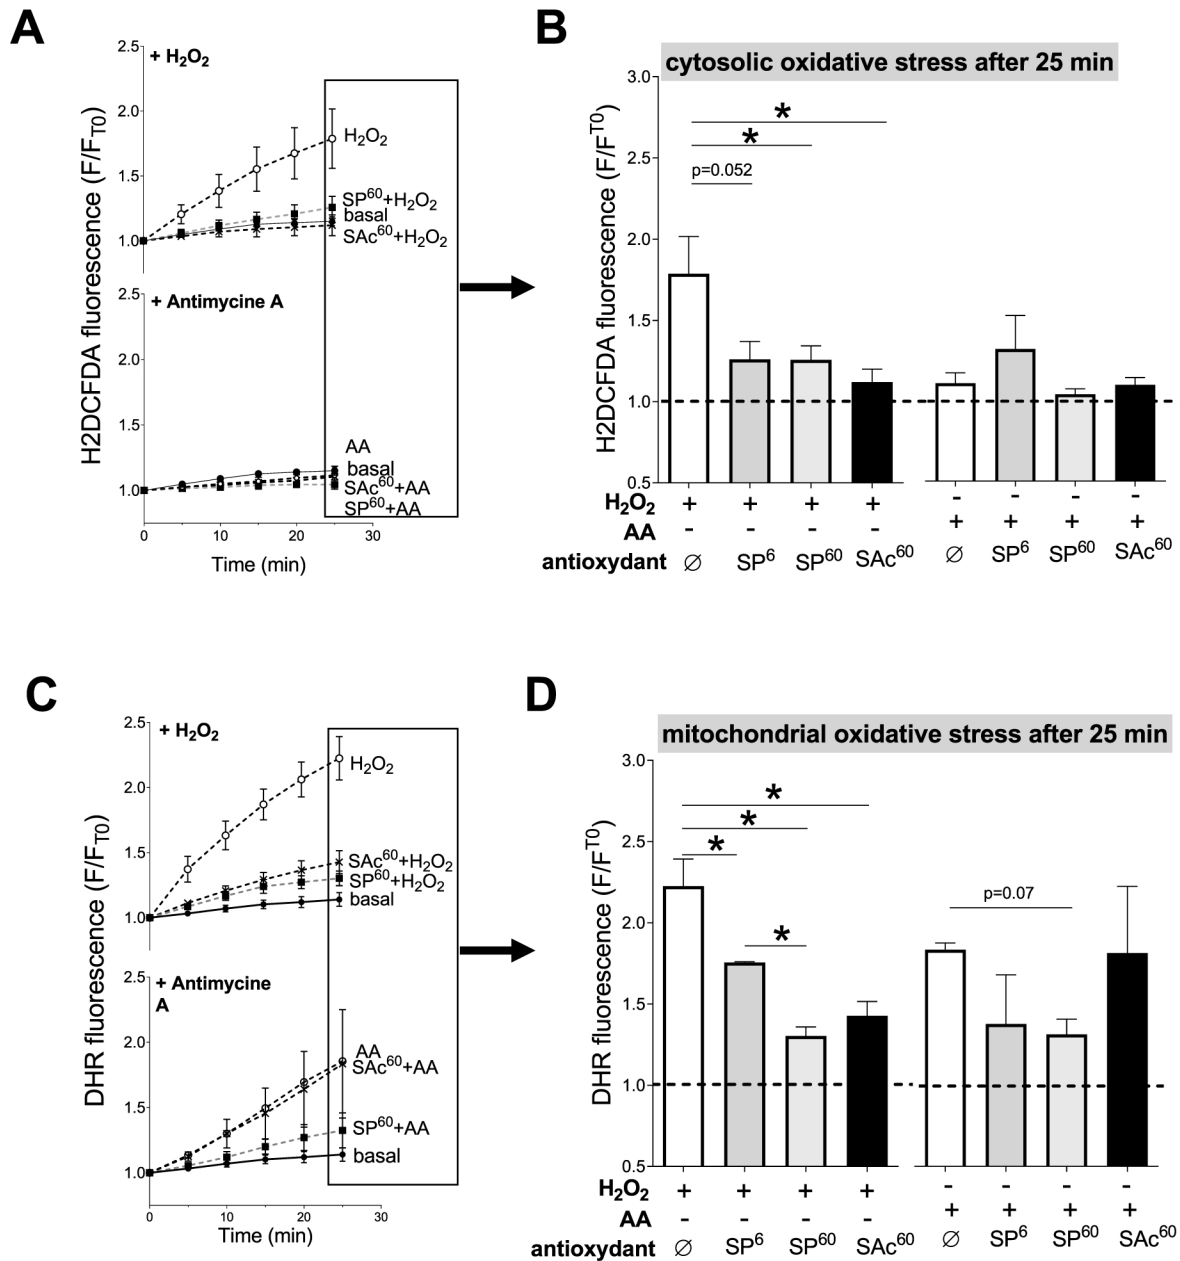 A
H2DCFDA fluorescence (F/F_T0)
2.5
+ H₂O₂
2.0
H₂O₂
1.5
SP⁶⁰+H₂O₂
basal
1.0
SAc⁶⁰+H₂O₂
2.5
+ Antimycine A
2.0
1.5
AA
basal
1.0
SAc⁶⁰+AA
SP⁶⁰+AA
0 10 20 30
Time (min)
B
cytosolic oxidative stress after 25 min
H2DCFDA fluorescence (F/F^T0)
3.0
*
*
2.5
p=0.052
2.0
1.5
1.0
0.5
H₂O₂ + + + + - - - -
AA - - - - + + + +
antioxydant ∅ SP⁶ SP⁶⁰ SAc⁶⁰ ∅ SP⁶ SP⁶⁰ SAc⁶⁰
C
DHR fluorescence (F/F_T0)
2.5
+ H₂O₂
H₂O₂
2.0
1.5
SAc⁶⁰+H₂O₂
SP⁶⁰+H₂O₂
basal
1.0
2.5
+ Antimycine
A
2.0
AA
SAc⁶⁰+AA
1.5
SP⁶⁰+AA
basal
1.0
0 10 20 30
Time (min)
D
mitochondrial oxidative stress after 25 min
DHR fluorescence (F/F^T0)
3.0
*
*
*
2.5
p=0.07
2.0
*
1.5
1.0
0.5
H₂O₂ + + + + - - - -
AA - - - - + + + +
antioxydant ∅ SP⁶ SP⁶⁰ SAc⁶⁰ ∅ SP⁶ SP⁶⁰ SAc⁶⁰